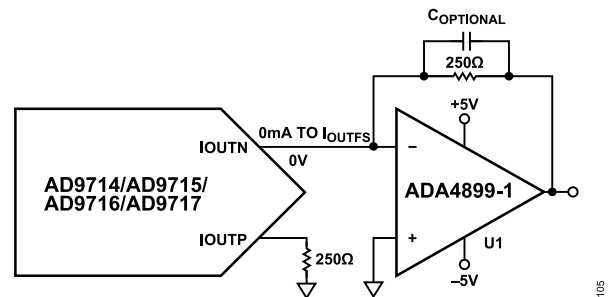 COPTIONAL
250Ω
+5V
IOUTN
0mA TO IOUTFS
0V
−
AD9714/AD9715/
AD9716/AD9717
ADA4899-1
IOUTP
250Ω
+
U1
–5V
105